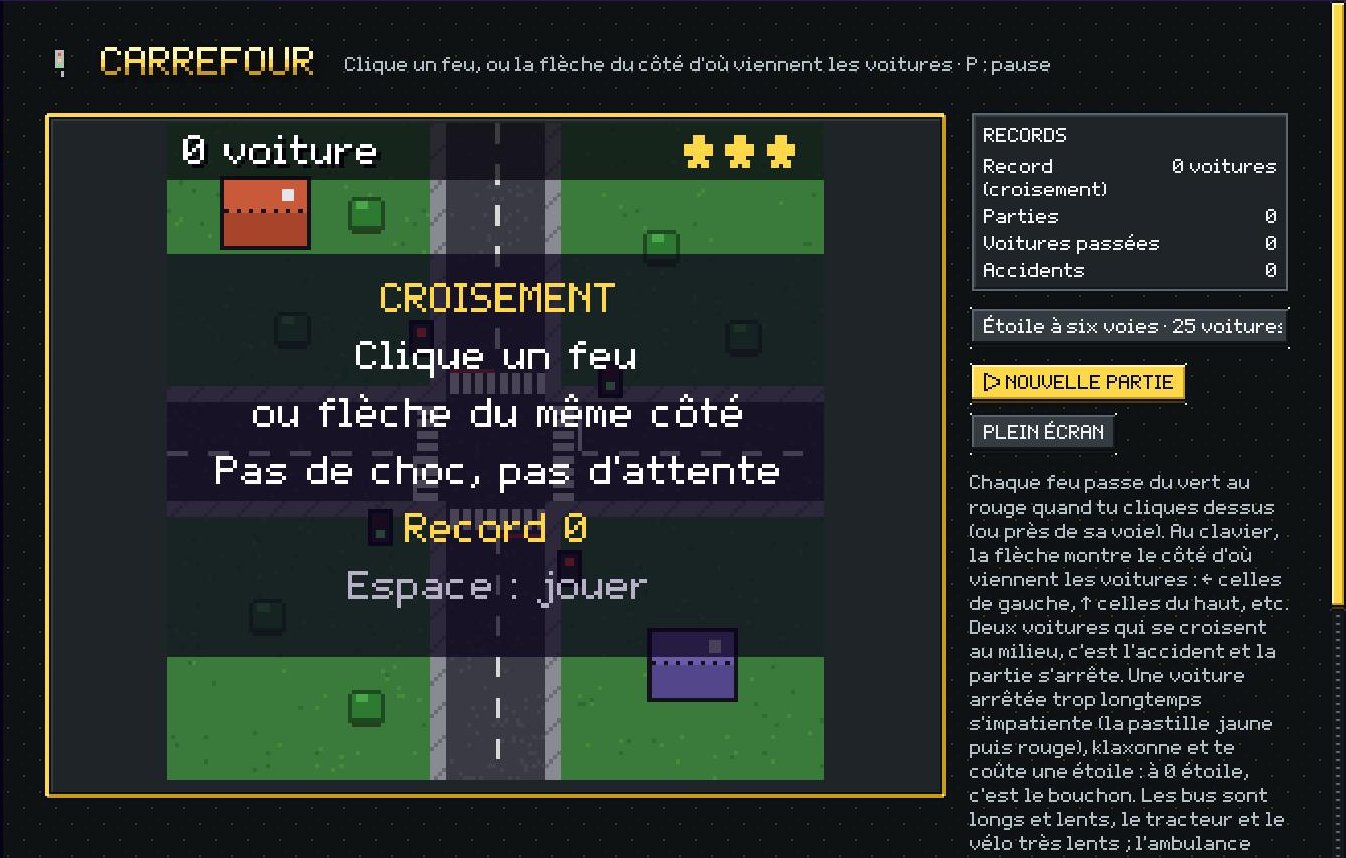 CARREFOUR
Clique un feu, ou la flèche du côté d'où viennent les voitures · P : pause
0 voiture
CROISEMENT
Clique un feu
ou flèche du même côté
Pas de choc, pas d'attente
Record 0
Espace : jouer
RECORDS
Record (croisement) 0 voitures
Parties 0
Voitures passées 0
Accidents 0
Étoile à six voies · 25 voitures
NOUVELLE PARTIE
PLEIN ÉCRAN
Chaque feu passe du vert au
rouge quand tu cliques dessus
(ou près de sa voie). Au clavier,
la flèche montre le côté d'où
viennent les voitures : ← celles
de gauche, ↑ celles du haut, etc.
Deux voitures qui se croisent
au milieu, c'est l'accident et la
partie s'arrête. Une voiture
arrêtée trop longtemps
s'impatiente (la pastille jaune
puis rouge), klaxonne et te
coûte une étoile : à 0 étoile,
c'est le bouchon. Les bus sont
longs et lents, le tracteur et le
vélo très lents ; l'ambulance